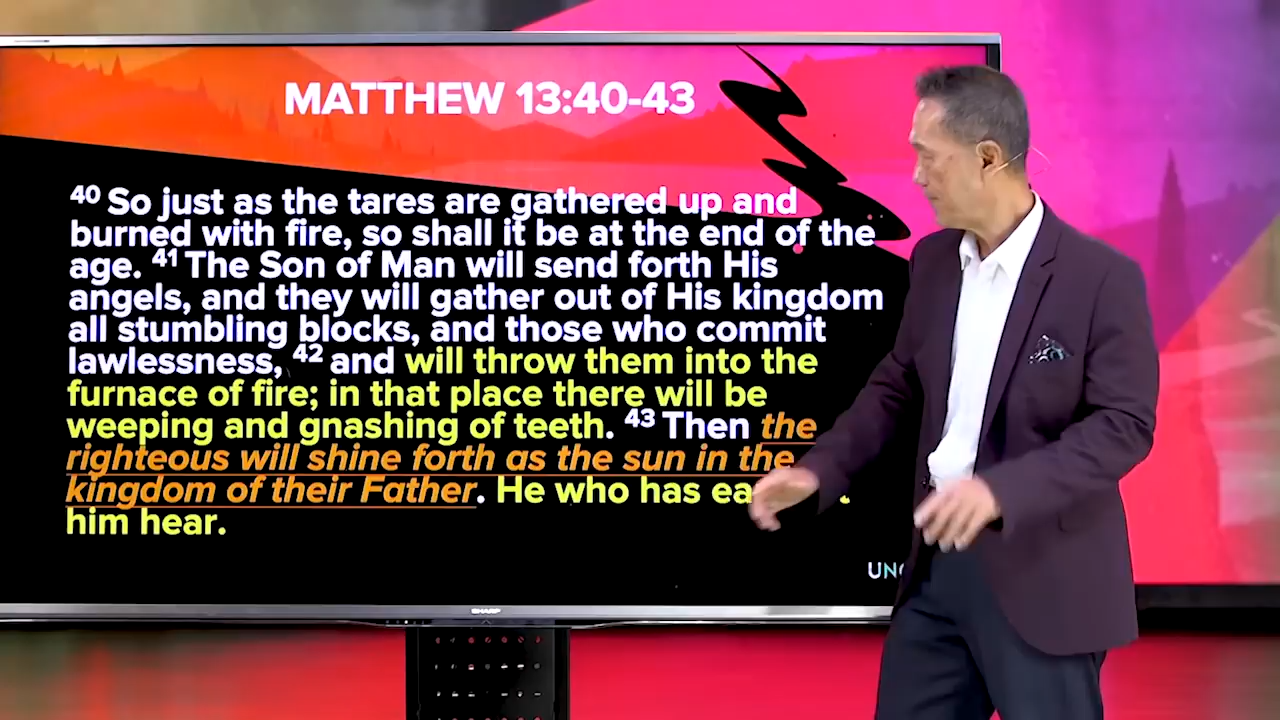 MATTHEW 13:40-43
40 So just as the tares are gathered up and
burned with fire, so shall it be at the end of the
age. 41 The Son of Man will send forth His
angels, and they will gather out of His kingdom
all stumbling blocks, and those who commit
lawlessness, 42 and will throw them into the
furnace of fire; in that place there will be
weeping and gnashing of teeth. 43 Then the
righteous will shine forth as the sun in the
kingdom of their Father. He who has
him hear.
SHARP